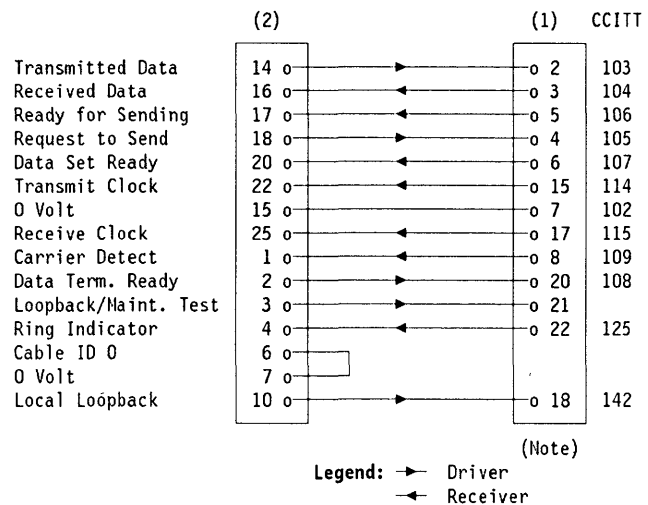 (2) (1) CCITT
Transmitted Data 14 o o 2 103
Received Data 16 o o 3 104
Ready for Sending 17 o o 5 106
Request to Send 18 o o 4 105
Data Set Ready 20 o o 6 107
Transmit Clock 22 o o 15 114
0 Volt 15 o o 7 102
Receive Clock 25 o o 17 115
Carrier Detect 1 o o 8 109
Data Term. Ready 2 o o 20 108
Loopback/Maint. Test 3 o o 21
Ring Indicator 4 o o 22 125
Cable ID 0 6 o
0 Volt 7 o
Local Loopback 10 o o 18 142
(Note)
Legend: Driver
Receiver